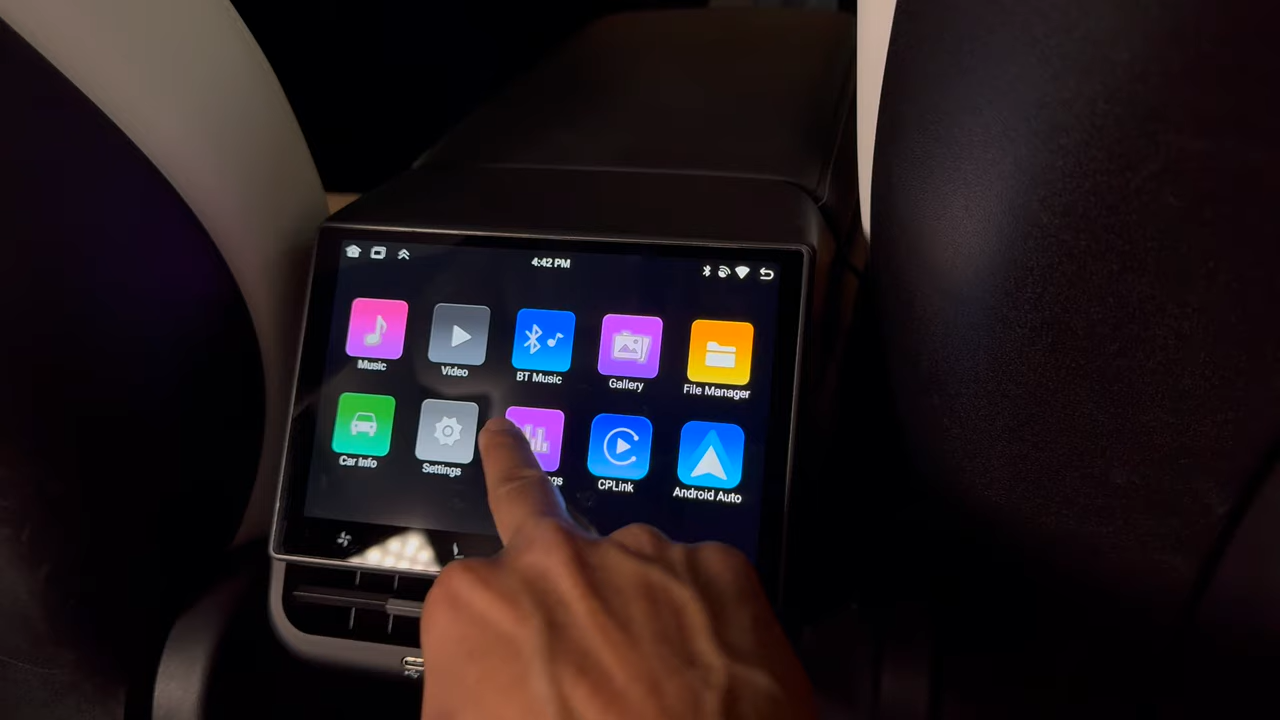 4:42 PM
Music
Video
BT Music
Gallery
File Manager
Car Info
Settings
CPLink
Android Auto